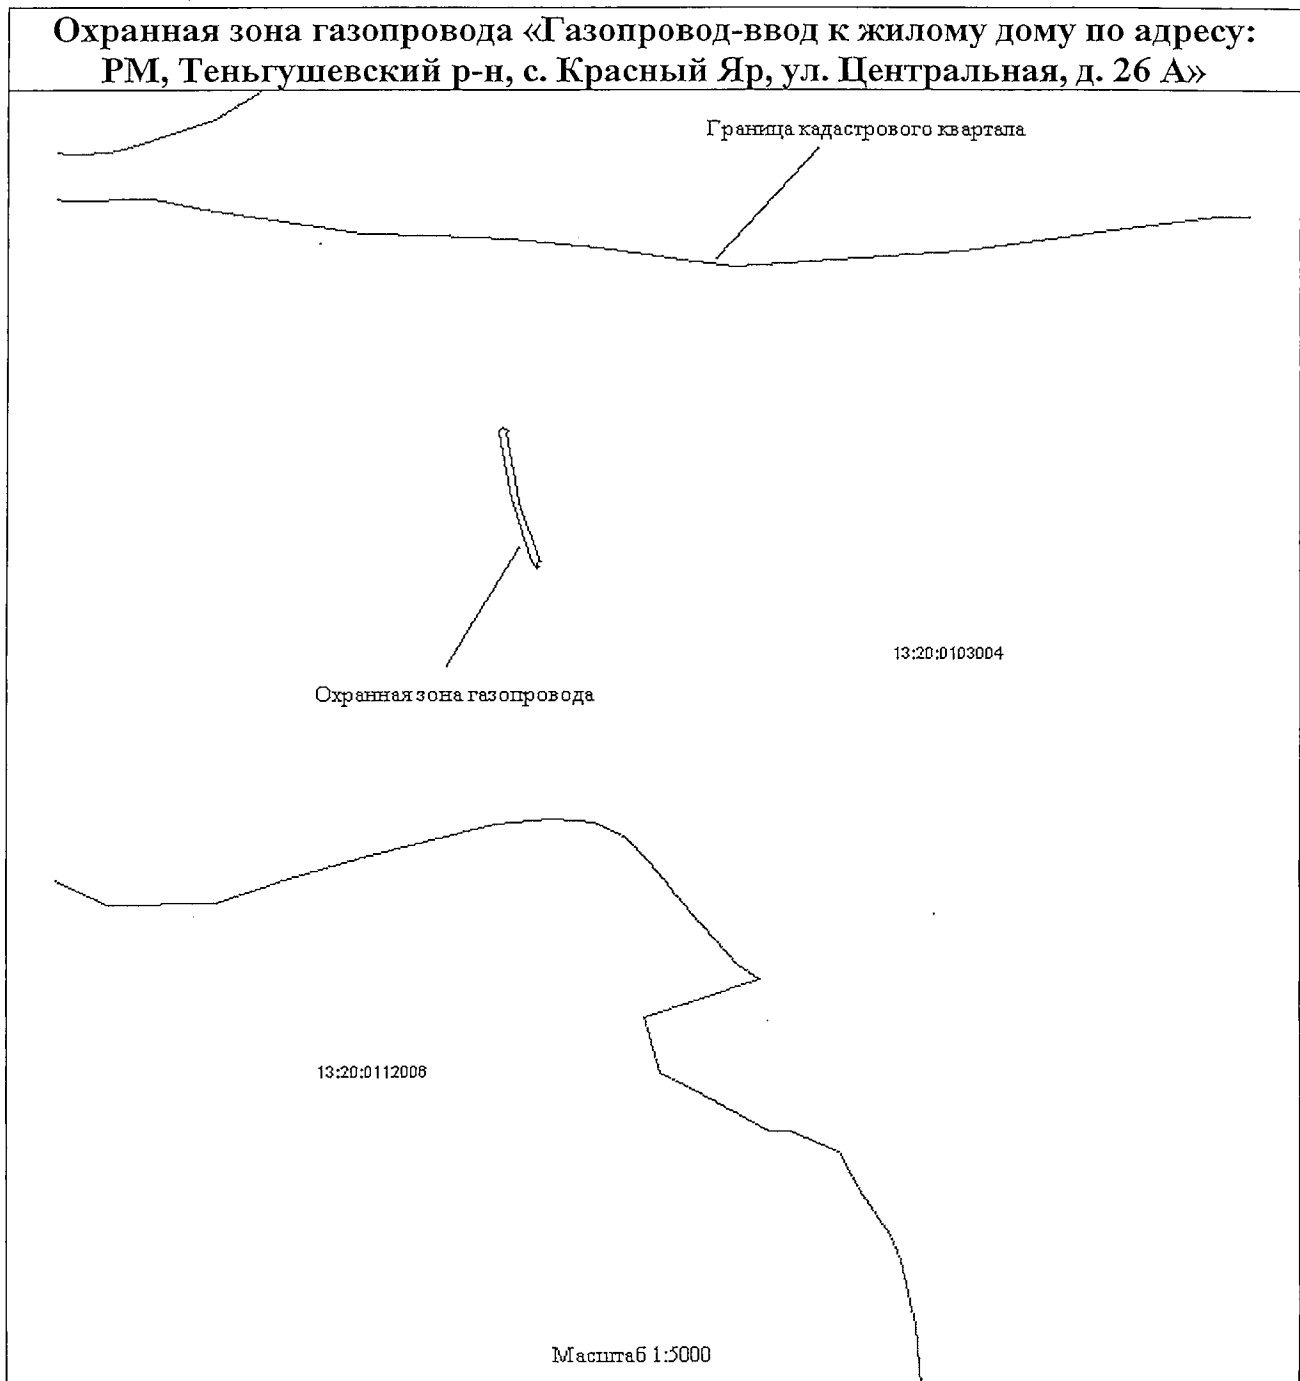 Охранная зона газопровода «Газопровод-ввод к жилому дому по адресу:
РМ, Теньгушевский р-н, с. Красный Яр, ул. Центральная, д. 26 А»
Граница кадастрового квартала
13:20:0103004
Охранная зона газопровода
13:20:0112006
Масштаб 1:5000